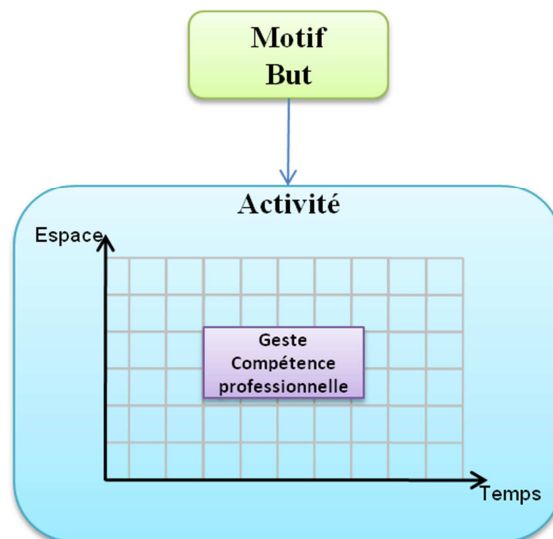 Motif
But
Activité
Espace
Geste
Compétence
professionnelle
Temps